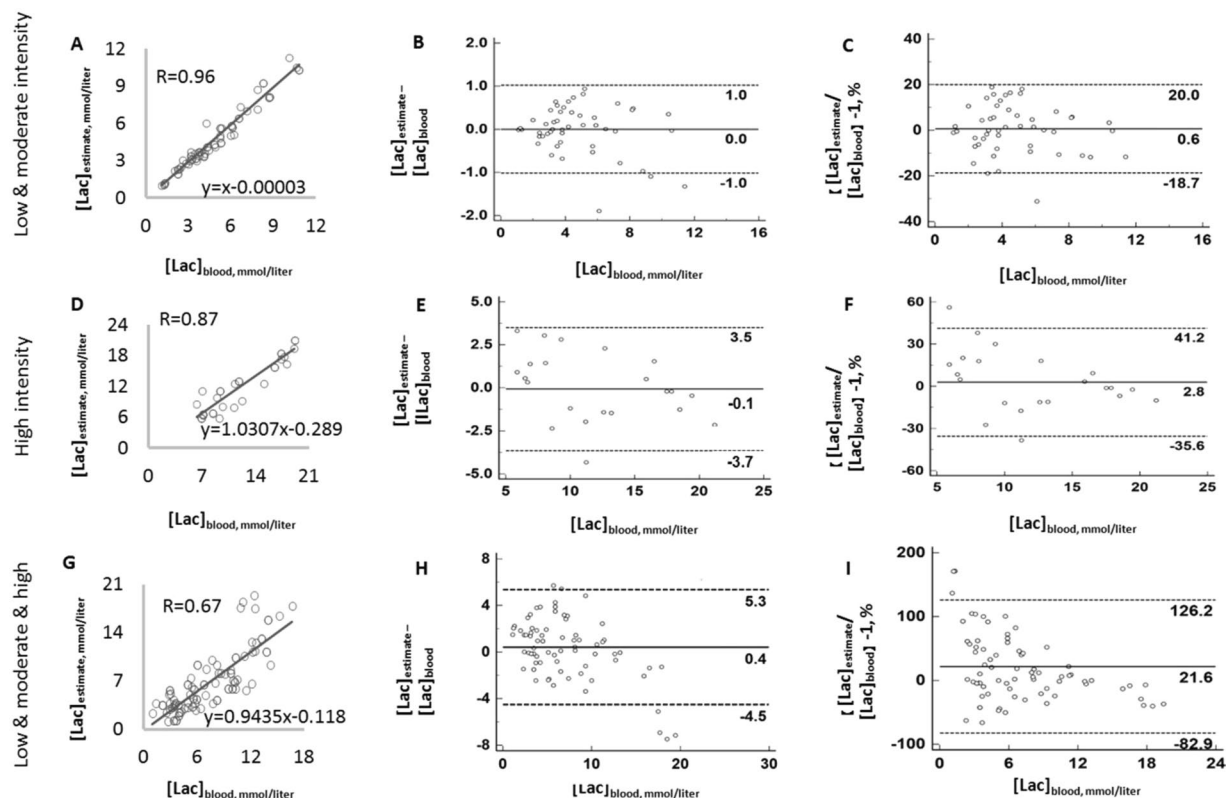 Low & moderate intensity
A
12
9
6
3
0
[Lac]estimate, mmol/liter
R=0.96
y=x-0.00003
0 3 6 9 12
[Lac]blood, mmol/liter
B
2.0
1.0
0.0
-1.0
-2.0
[Lac]estimate−
[Lac]blood
1.0
0.0
-1.0
0 4 8 12 16
[Lac]blood, mmol/liter
C
40
20
0
-20
-40
[ [Lac]estimate/
[Lac]blood] -1, %
20.0
0.6
-18.7
0 4 8 12 16
[Lac]blood, mmol/liter
High intensity
D
24
18
12
6
0
[Lac]estimate, mmol/liter
R=0.87
y=1.0307x-0.289
0 7 14 21
[Lac]blood, mmol/liter
E
5.0
2.5
0.0
-2.5
-5.0
[Lac]estimate−
[lLac]blood
3.5
-0.1
-3.7
5 10 15 20 25
[Lac]blood, mmol/liter
F
60
30
0
-30
-60
[ [Lac]estimate/
[Lac]blood] -1, %
41.2
2.8
-35.6
5 10 15 20 25
[Lac]blood, mmol/liter
Low & moderate & high
G
21
14
7
0
[Lac]estimate, mmol/liter
R=0.67
y=0.9435x-0.118
0 6 12 18
[Lac]blood, mmol/liter
H
8
4
0
-4
-8
[Lac]estimate−
[Lac]blood
5.3
0.4
-4.5
0 10 20 30
[Lac]blood, mmol/liter
I
200
100
0
-100
[ [Lac]estimate/
[Lac]blood] -1, %
126.2
21.6
-82.9
0 6 12 18 24
[Lac]blood, mmol/liter